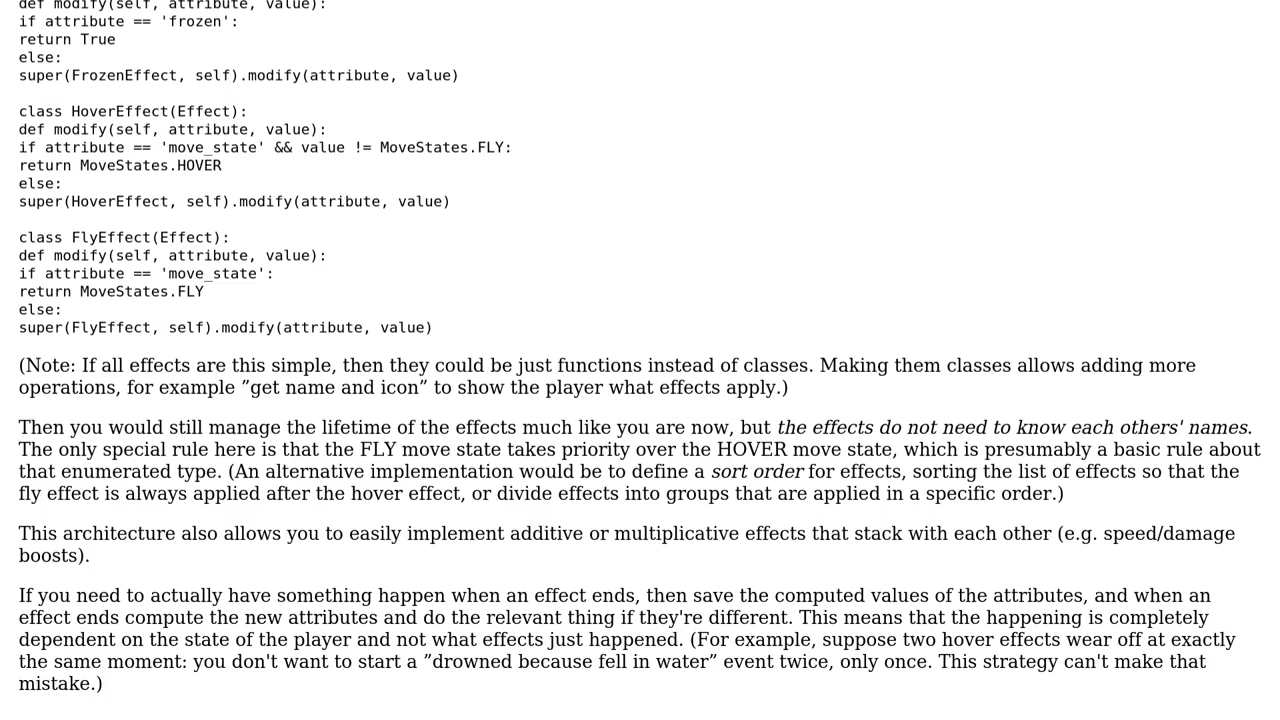 def modify(self, attribute, value):
if attribute == 'frozen':
return True
else:
super(FrozenEffect, self).modify(attribute, value)
class HoverEffect(Effect):
def modify(self, attribute, value):
if attribute == 'move_state' && value != MoveStates.FLY:
return MoveStates.HOVER
else:
super(HoverEffect, self).modify(attribute, value)
class FlyEffect(Effect):
def modify(self, attribute, value):
if attribute == 'move_state':
return MoveStates.FLY
else:
super(FlyEffect, self).modify(attribute, value)
(Note: If all effects are this simple, then they could be just functions instead of classes. Making them classes allows adding more
operations, for example ”get name and icon” to show the player what effects apply.)
Then you would still manage the lifetime of the effects much like you are now, but the effects do not need to know each others' names.
The only special rule here is that the FLY move state takes priority over the HOVER move state, which is presumably a basic rule about
that enumerated type. (An alternative implementation would be to define a sort order for effects, sorting the list of effects so that the
fly effect is always applied after the hover effect, or divide effects into groups that are applied in a specific order.)
This architecture also allows you to easily implement additive or multiplicative effects that stack with each other (e.g. speed/damage
boosts).
If you need to actually have something happen when an effect ends, then save the computed values of the attributes, and when an
effect ends compute the new attributes and do the relevant thing if they're different. This means that the happening is completely
dependent on the state of the player and not what effects just happened. (For example, suppose two hover effects wear off at exactly
the same moment: you don't want to start a ”drowned because fell in water” event twice, only once. This strategy can't make that
mistake.)